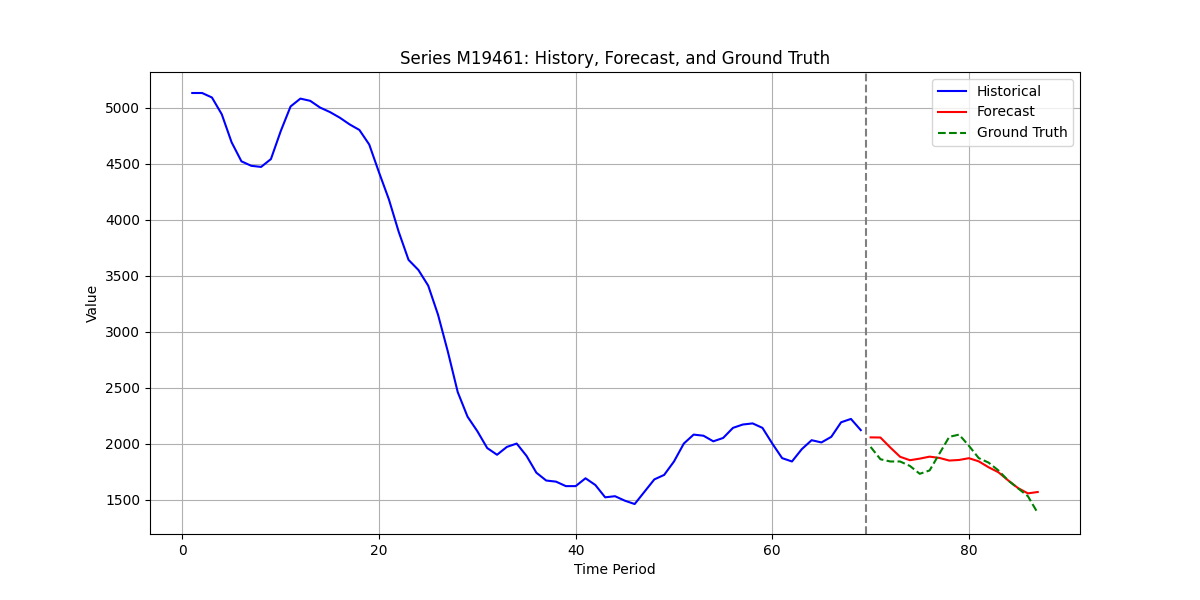 Series M19461: History, Forecast, and Ground Truth
Historical
Forecast
Ground Truth
5000
4500
4000
3500
3000
2500
2000
1500
Value
0
20
40
60
80
Time Period